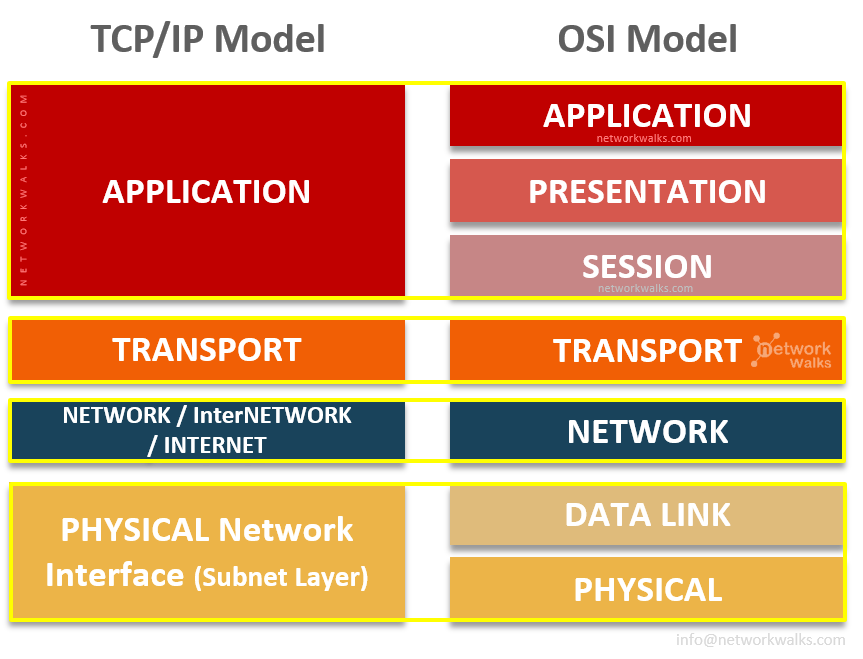 TCP/IP Model
OSI Model
NETWORKWALKS.COM
APPLICATION
APPLICATION
networkwalks.com
PRESENTATION
SESSION
networkwalks.com
TRANSPORT
TRANSPORT
network
Walks
NETWORK / InterNETWORK
/ INTERNET
NETWORK
PHYSICAL Network
Interface (Subnet Layer)
DATA LINK
PHYSICAL
info@networkwalks.com